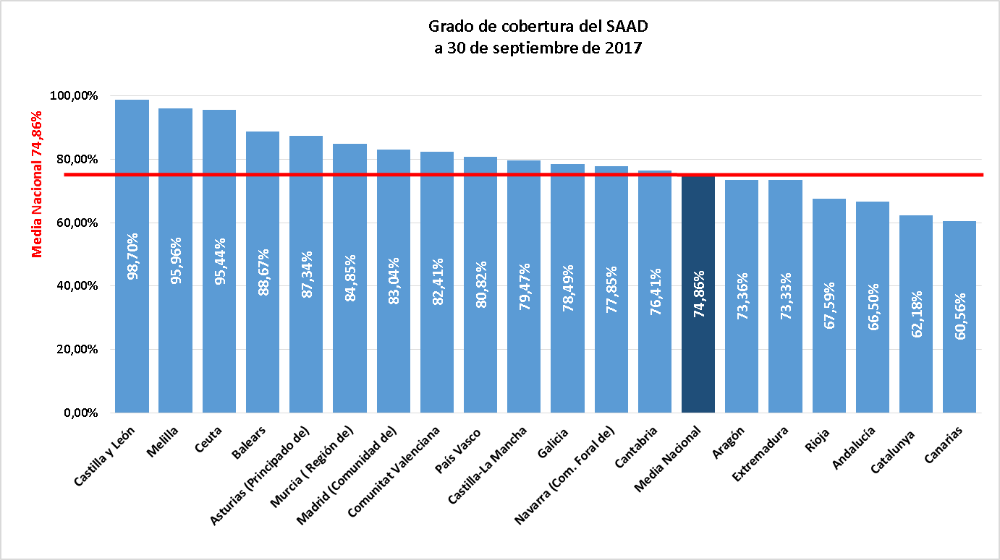 Grado de cobertura del SAAD
a 30 de septiembre de 2017
Media Nacional 74,86%
100,00%
80,00%
60,00%
40,00%
20,00%
0,00%
98,70%
95,96%
95,44%
88,67%
87,34%
84,85%
83,04%
82,41%
80,82%
79,47%
78,49%
77,85%
76,41%
74,86%
73,36%
73,33%
67,59%
66,50%
62,18%
60,56%
Castilla y León
Melilla
Ceuta
Balears
Asturias (Principado de)
Murcia ( Región de)
Madrid (Comunidad de)
Comunitat Valenciana
País Vasco
Castilla-La Mancha
Galicia
Navarra (Com. Foral de)
Cantabria
Media Nacional
Aragón
Extremadura
Rioja
Andalucía
Catalunya
Canarias